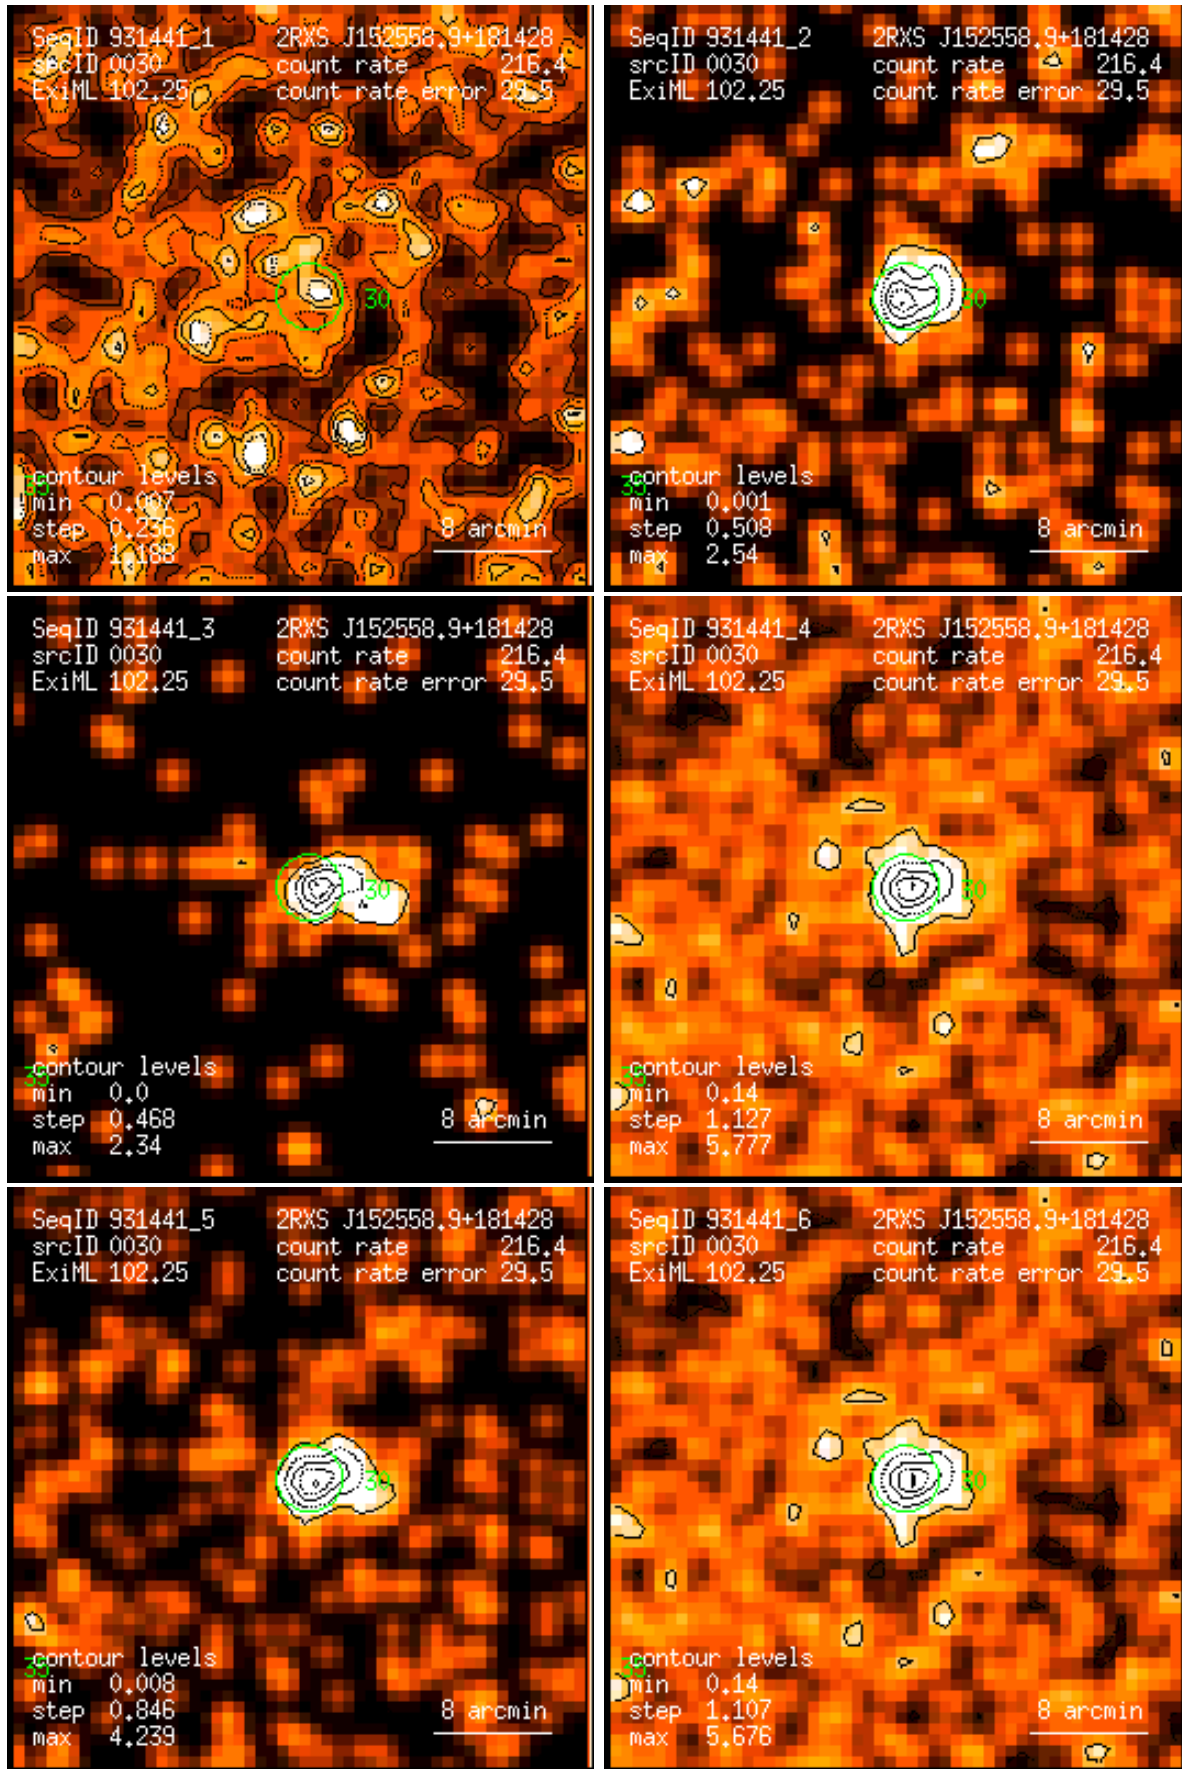 SeqID 931441_1 2RXS J152558.9+181428
srcID 0030 count rate 216.4
ExiML 102.25 count rate error 29.5
30
contour levels
35
min 0.007
step 0.236 8 arcmin
max 1.188
SeqID 931441_2 2RXS J152558.9+181428
srcID 0030 count rate 216.4
ExiML 102.25 count rate error 29.5
30
contour levels
35
min 0.001
step 0.508 8 arcmin
max 2.54
SeqID 931441_3 2RXS J152558.9+181428
srcID 0030 count rate 216.4
ExiML 102.25 count rate error 29.5
30
contour levels
35
min 0.0
step 0.468 8 arcmin
max 2.34
SeqID 931441_4 2RXS J152558.9+181428
srcID 0030 count rate 216.4
ExiML 102.25 count rate error 29.5
30
contour levels
35
min 0.14
step 1.127 8 arcmin
max 5.777
SeqID 931441_5 2RXS J152558.9+181428
srcID 0030 count rate 216.4
ExiML 102.25 count rate error 29.5
30
contour levels
35
min 0.008
step 0.846 8 arcmin
max 4.239
SeqID 931441_6 2RXS J152558.9+181428
srcID 0030 count rate 216.4
ExiML 102.25 count rate error 29.5
30
contour levels
35
min 0.14
step 1.107 8 arcmin
max 5.676